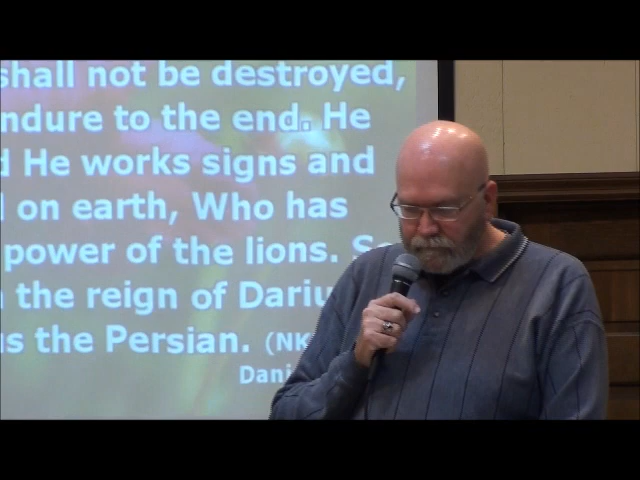 shall not be destroyed,
ndure to the end. He
d He works signs and
on earth, Who has
power of the lions. S
the reign of Dariu
us the Persian. (NK
Dani